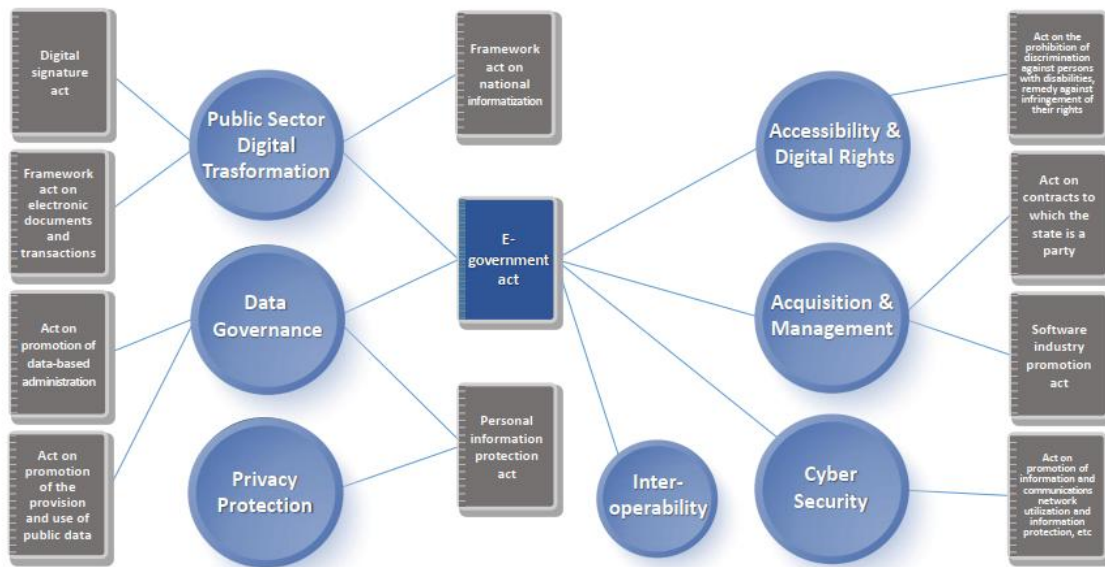 Digital
signature
act
Framework
act on
electronic
documents
and
transactions
Act on
promotion of
data-based
administration
Act on
promotion
of the
provision
and use of
public data
Public Sector
Digital
Trasformation
Data
Governance
Privacy
Protection
Framework
act on
national
informatization
E-
government
act
Personal
information
protection
act
Inter-
operability
Accessibility &
Digital Rights
Acquisition &
Management
Cyber
Security
Act on the
prohibition of
discrimination
against persons
with disabilities,
remedy against
infringement of
their rights
Act on
contracts to
which the
state is a
party
Software
industry
promotion
act
Act on
promotion of
information and
communications
network
utilization and
information
protection, etc